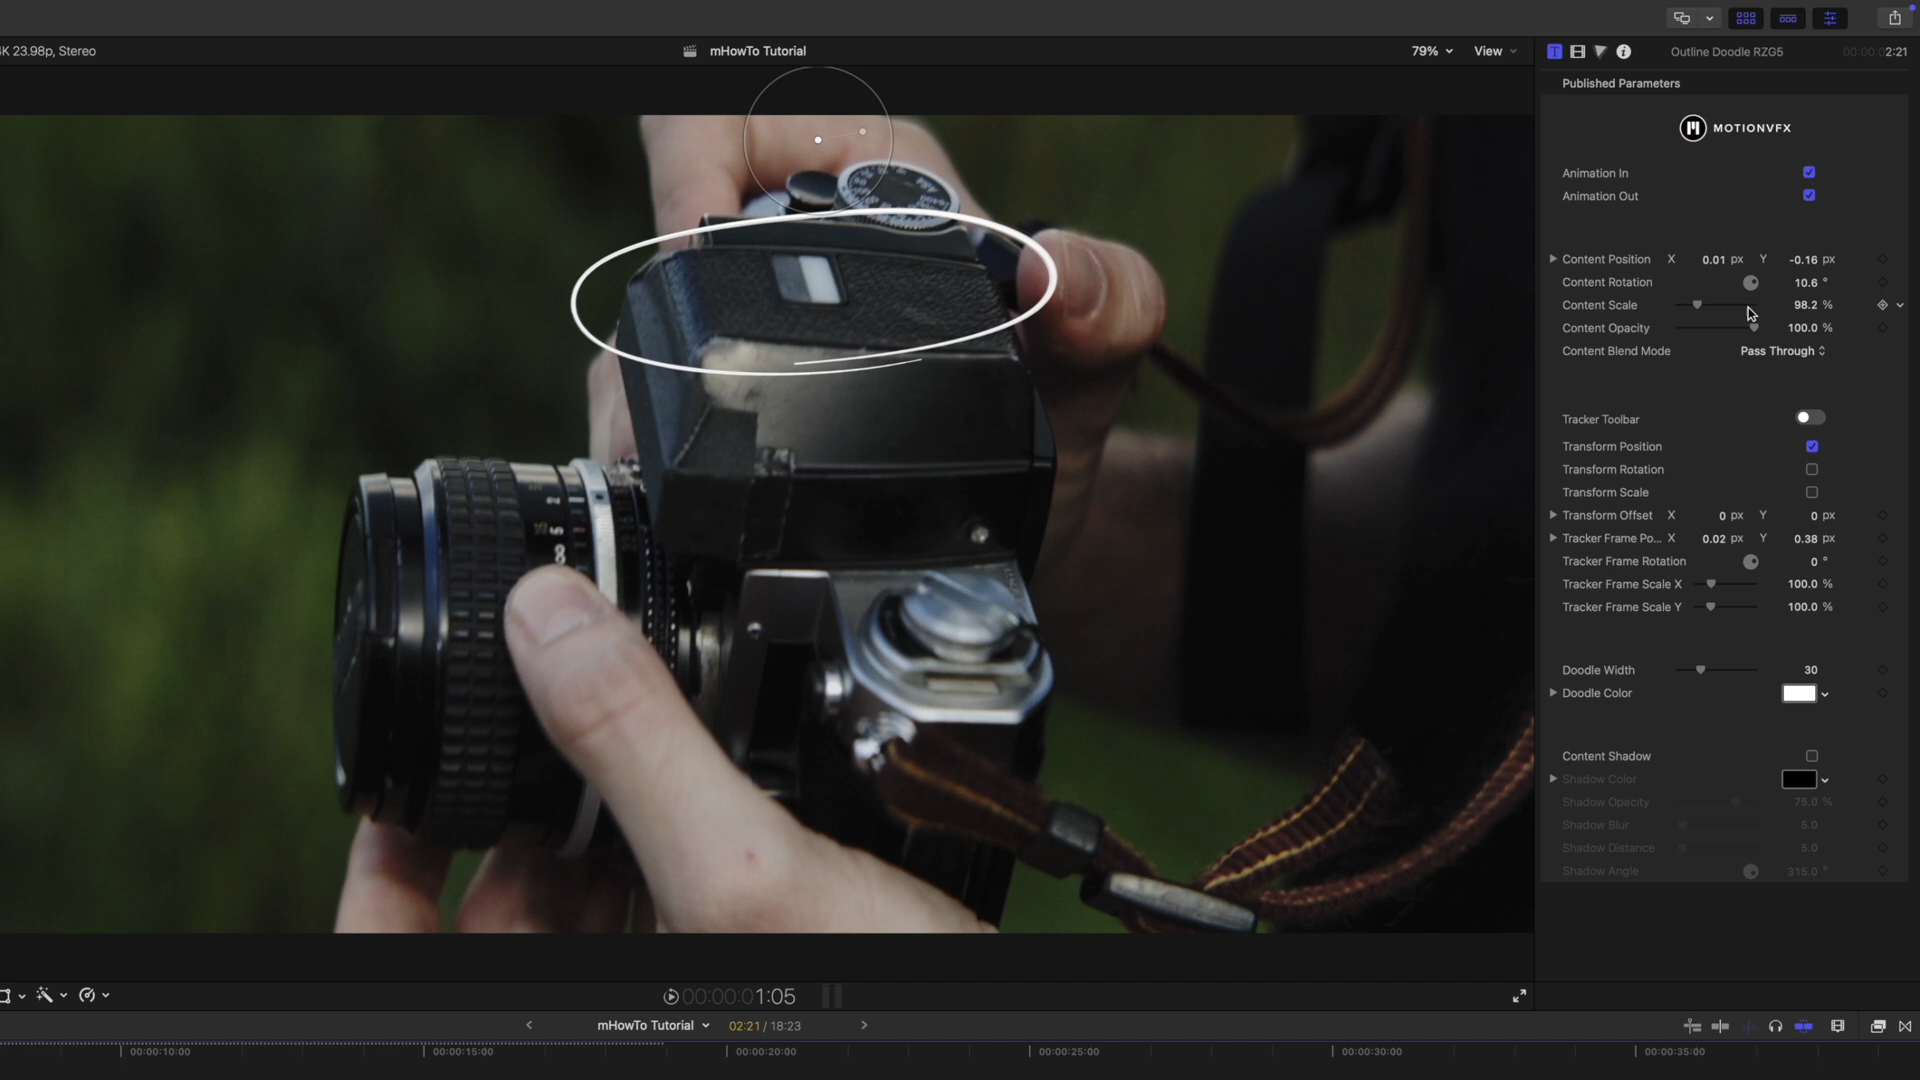 4K 23.98p, Stereo
mHowTo Tutorial
79%
View
Outline Doodle RZG5
00:00:02:21
Published Parameters
MOTIONVFX
Animation In
Animation Out
Content Position X 0.01 px Y -0.16 px
Content Rotation 10.6 °
Content Scale 98.2 %
Content Opacity 100.0 %
Content Blend Mode Pass Through
Tracker Toolbar
Transform Position
Transform Rotation
Transform Scale
Transform Offset X 0 px Y 0 px
Tracker Frame Po... X 0.02 px Y 0.38 px
Tracker Frame Rotation 0 °
Tracker Frame Scale X 100.0 %
Tracker Frame Scale Y 100.0 %
Doodle Width 30
Doodle Color
Content Shadow
Shadow Color
Shadow Opacity 75.0 %
Shadow Blur 5.0
Shadow Distance 5.0
Shadow Angle 315.0 °
00:00:01:05
mHowTo Tutorial
02:21 / 18:23
00:00:10:00
00:00:15:00
00:00:20:00
00:00:25:00
00:00:30:00
00:00:35:00